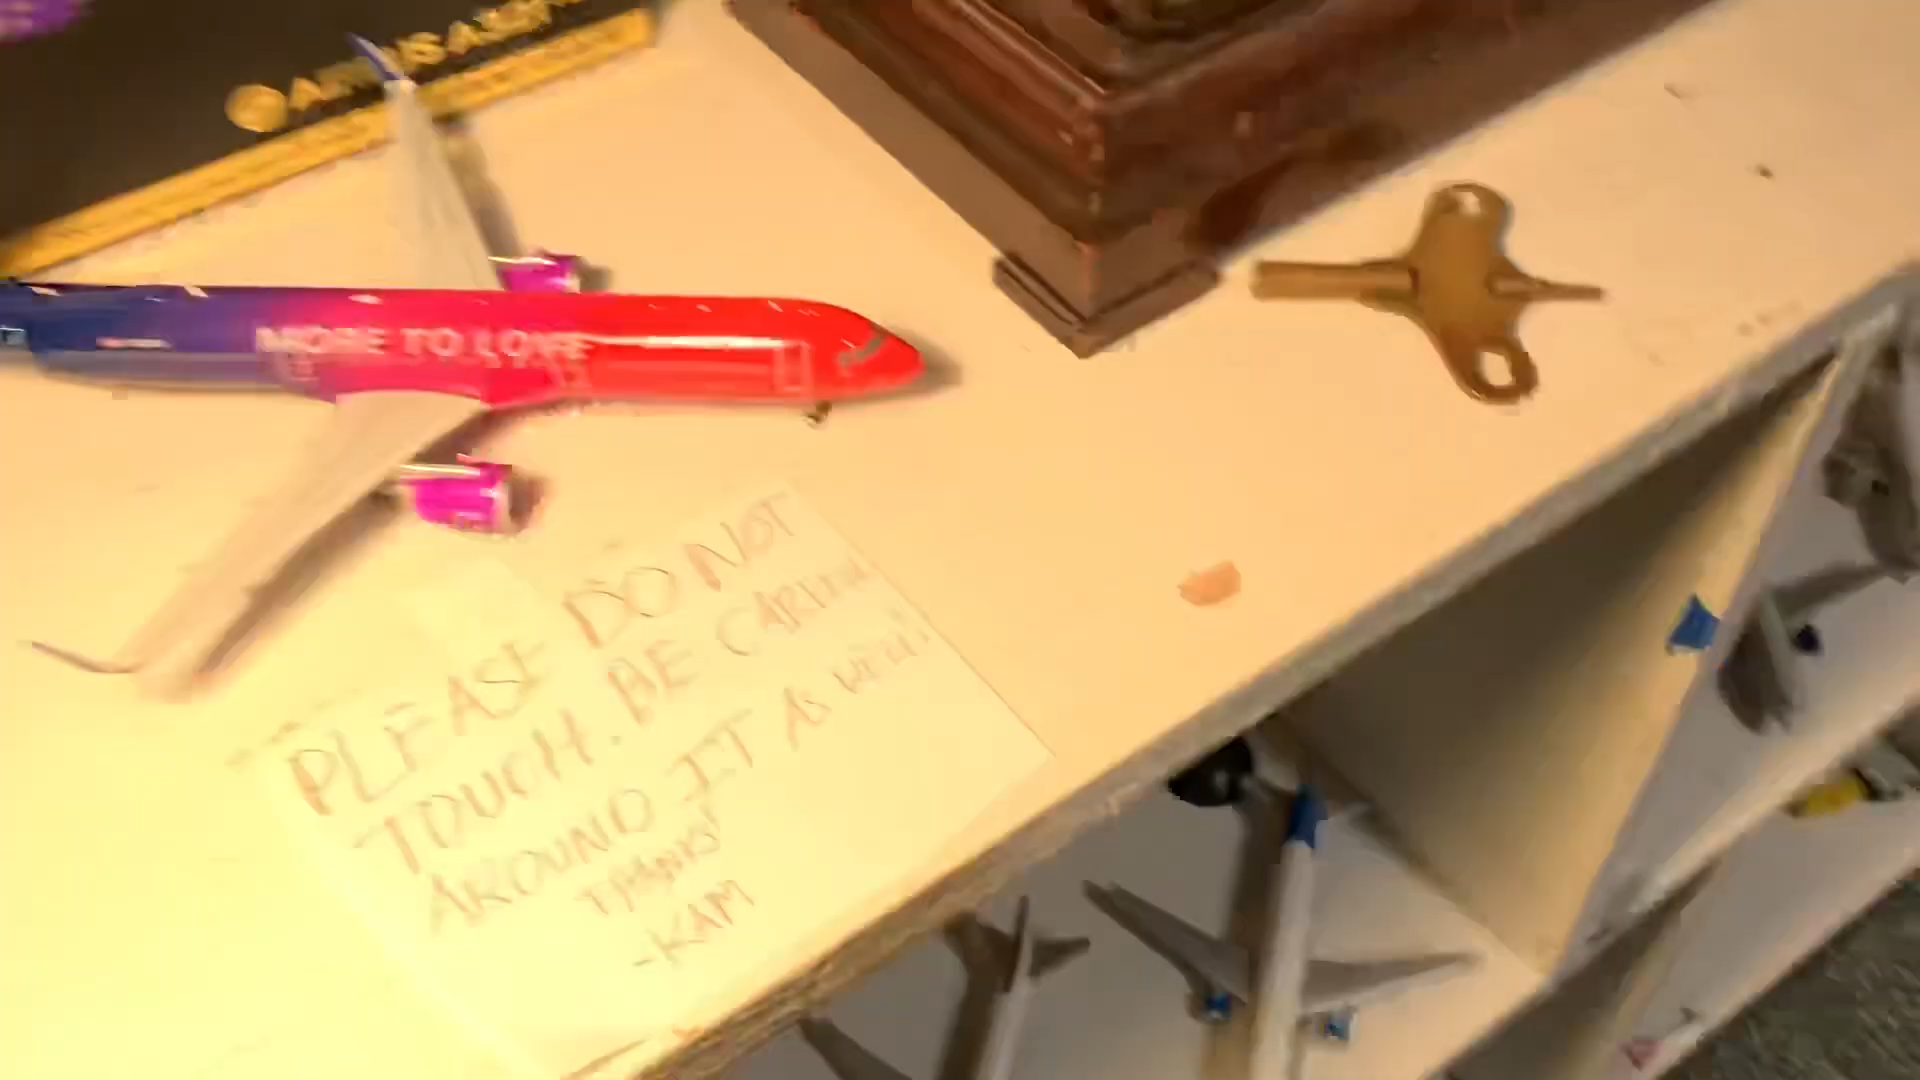 MORE TO LOVE
PLEASE DO NOT
TOUCH. BE CAREFUL
AROUND IT AS WELL!
THANKS
-KAM